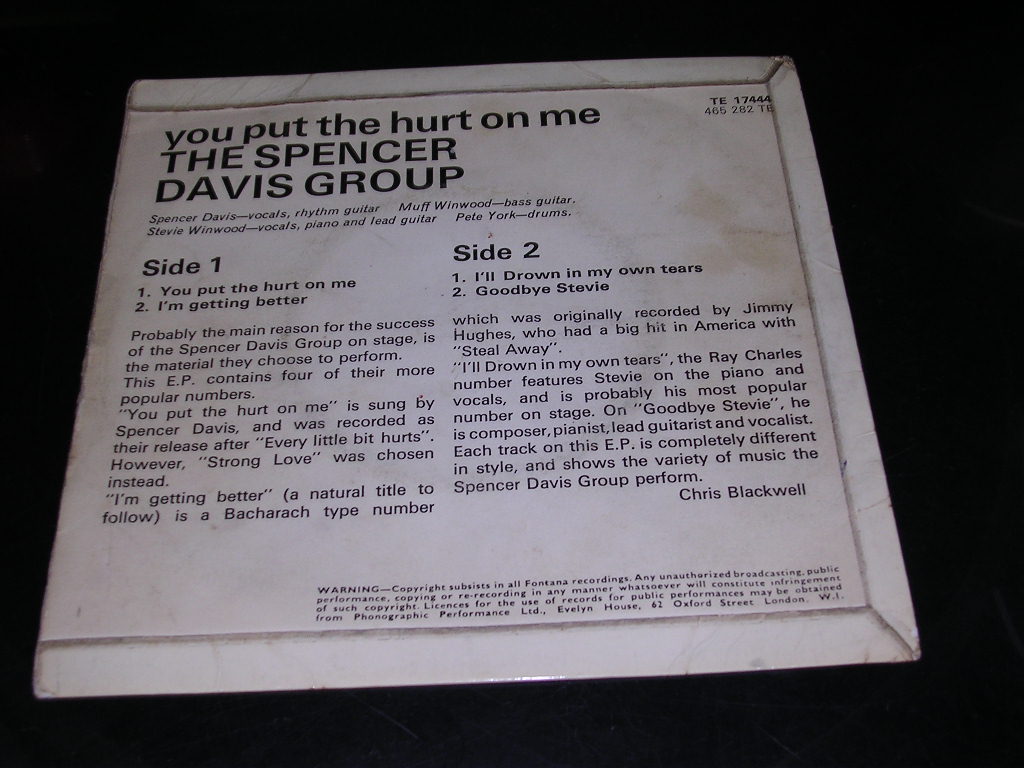 TE 17444
465 282 TE
you put the hurt on me
THE SPENCER
DAVIS GROUP
Spencer Davis—vocals, rhythm guitar Muff Winwood—bass guitar.
Stevie Winwood—vocals, piano and lead guitar Pete York—drums.
Side 1
1. You put the hurt on me
2. I'm getting better
Probably the main reason for the success
of the Spencer Davis Group on stage, is
the material they choose to perform.
This E.P. contains four of their more
popular numbers.
"You put the hurt on me" is sung by
Spencer Davis, and was recorded as
their release after "Every little bit hurts".
However, "Strong Love" was chosen
instead.
"I'm getting better" (a natural title to
follow) is a Bacharach type number
Side 2
1. I'll Drown in my own tears
2. Goodbye Stevie
which was originally recorded by Jimmy
Hughes, who had a big hit in America with
"Steal Away".
"I'll Drown in my own tears", the Ray Charles
number features Stevie on the piano and
vocals, and is probably his most popular
number on stage. On "Goodbye Stevie", he
is composer, pianist, lead guitarist and vocalist.
Each track on this E.P. is completely different
in style, and shows the variety of music the
Spencer Davis Group perform.
Chris Blackwell
WARNING—Copyright subsists in all Fontana recordings. Any unauthorized broadcasting, public
performance, copying or re-recording in any manner whatsoever will constitute infringement
of such copyright. Licences for the use of records for public performances may be obtained
from Phonographic Performance Ltd., Evelyn House, 62 Oxford Street London, W.I.